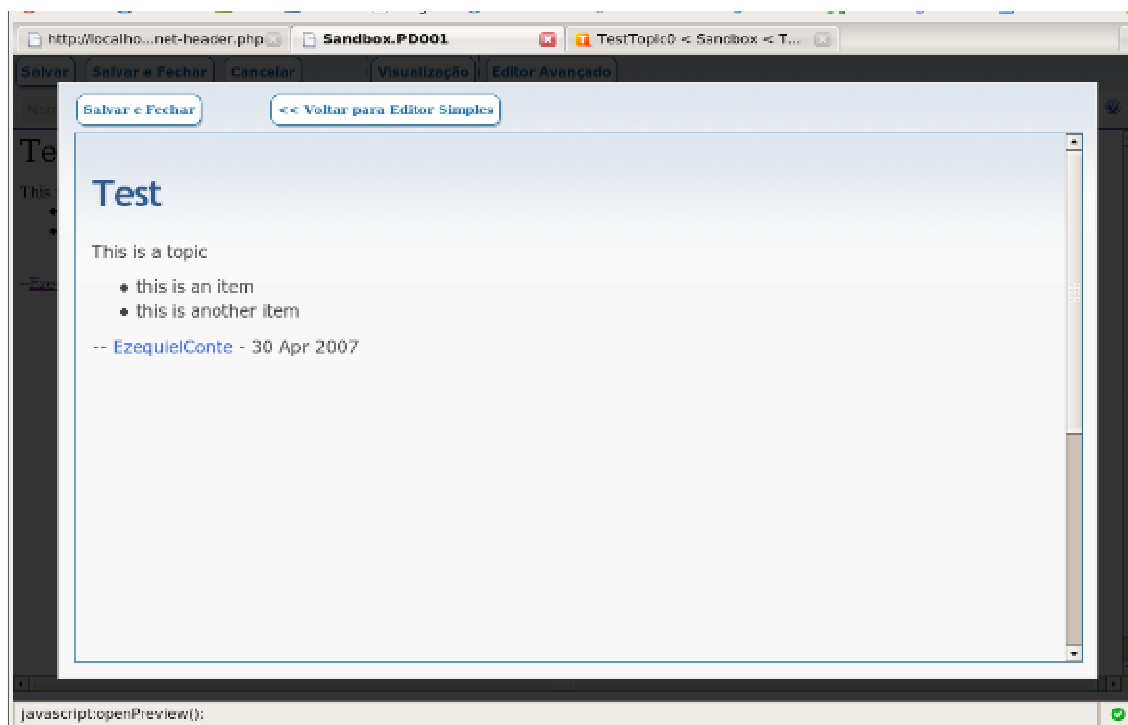 http://localho...net-header.php Sandbox.PD001 TestTopic0 < Sandbox < T...
Salvar Salvar e Fechar Cancelar Visualização Editor Avançado
Salvar e Fechar << Voltar para Editor Simples
Te
Test
This
This is a topic
this is an item
this is another item
-- EzequielConte - 30 Apr 2007
javascript:openPreview();